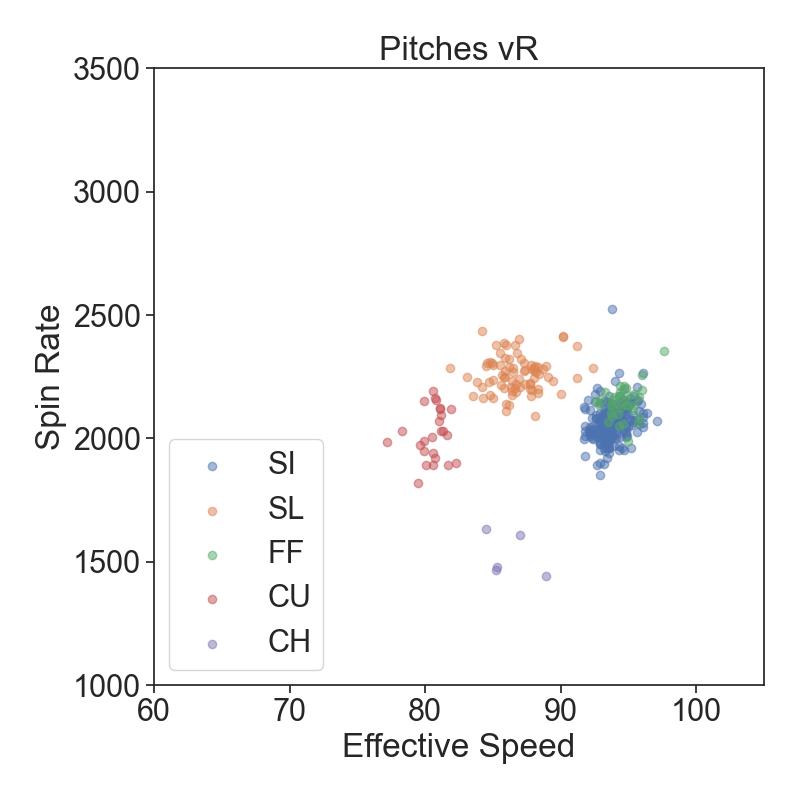 Pitches vR
3500
3000
2500
2000
1500
1000
Spin Rate
SI
SL
FF
CU
CH
60 70 80 90 100
Effective Speed